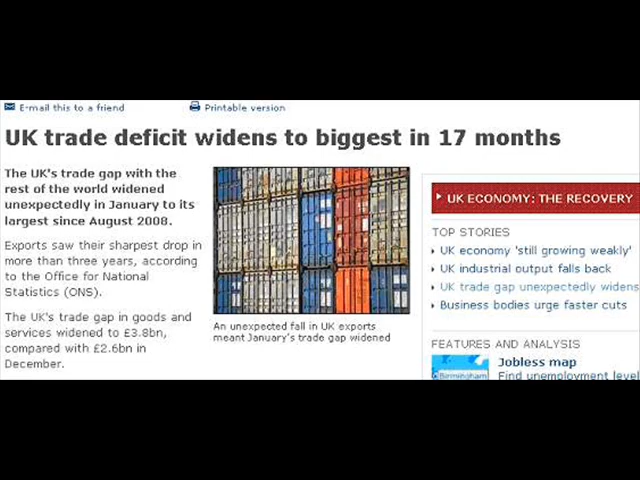 E-mail this to a friend
Printable version
UK trade deficit widens to biggest in 17 months
The UK's trade gap with the
rest of the world widened
unexpectedly in January to its
largest since August 2008.
Exports saw their sharpest drop in
more than three years, according
to the Office for National
Statistics (ONS).
The UK's trade gap in goods and
services widened to £3.8bn,
compared with £2.6bn in
December.
An unexpected fall in UK exports
meant January's trade gap widened
UK ECONOMY: THE RECOVERY
TOP STORIES
UK economy 'still growing weakly'
UK industrial output falls back
UK trade gap unexpectedly widens
Business bodies urge faster cuts
FEATURES AND ANALYSIS
Jobless map
Find unemployment level
Birmingham